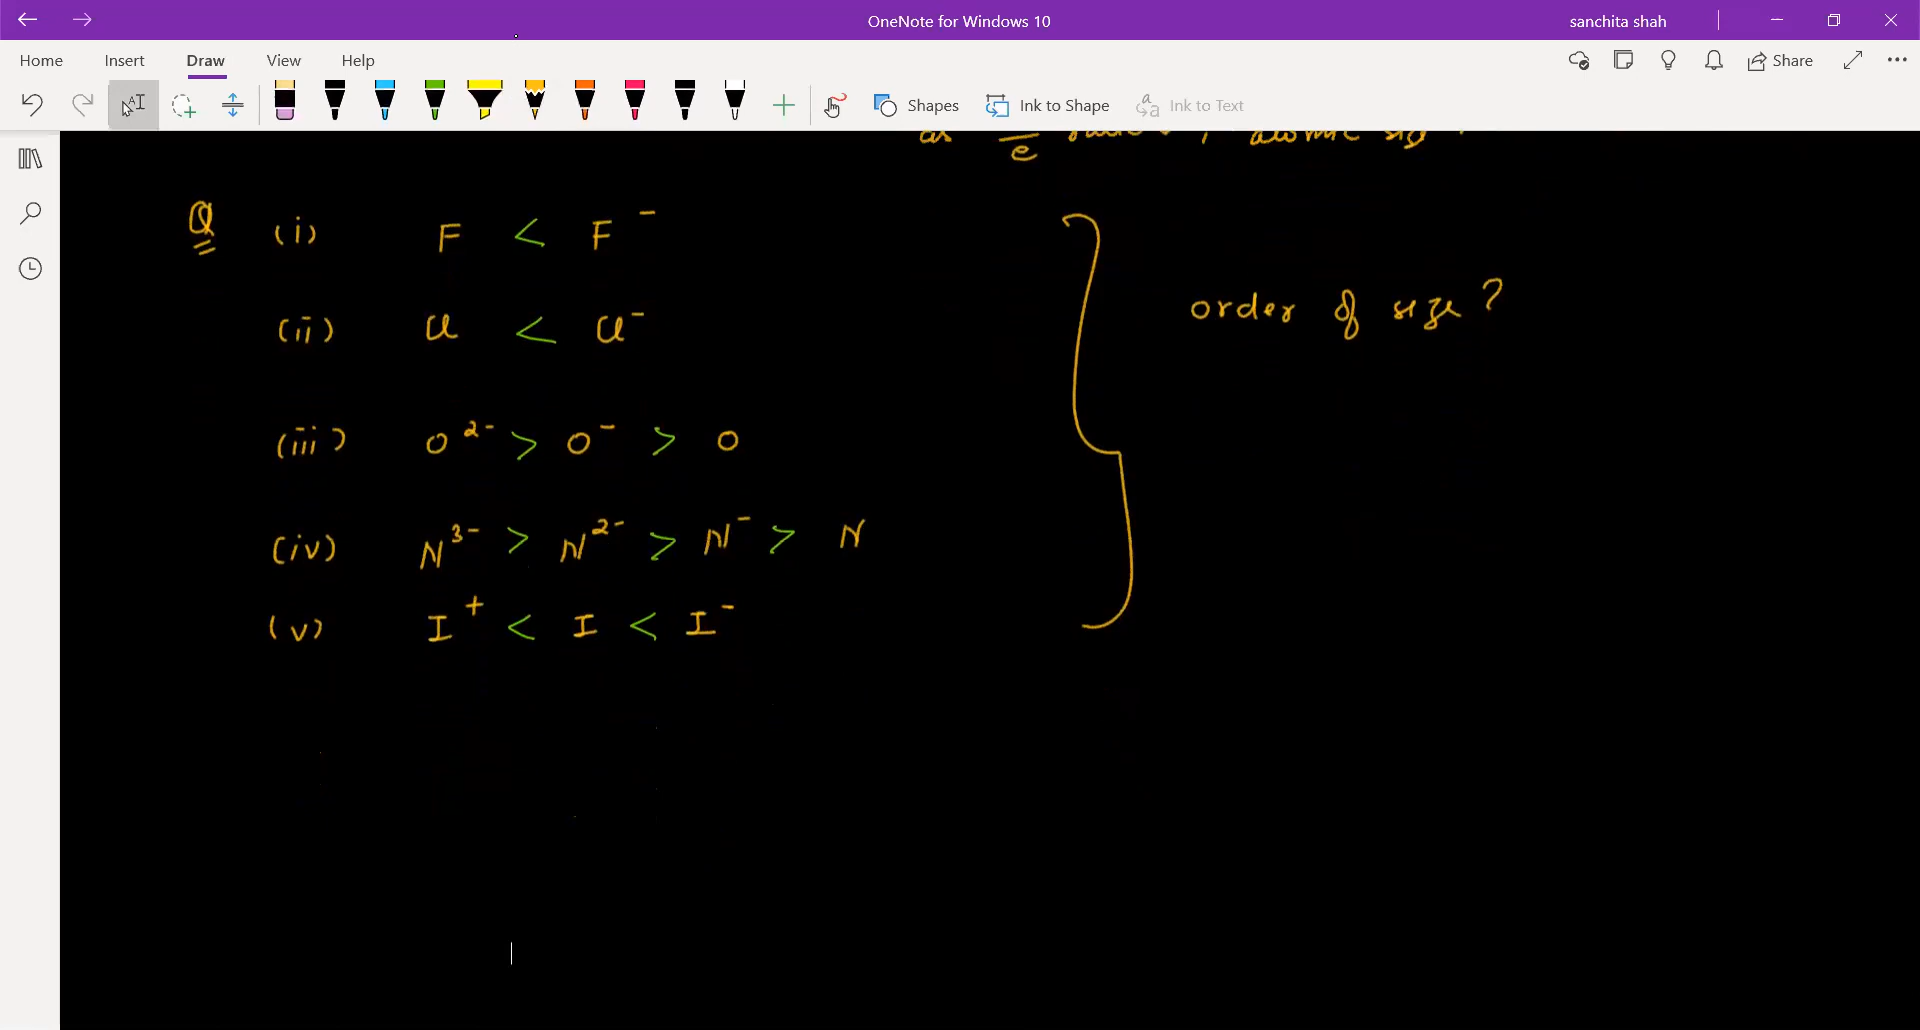 OneNote for Windows 10
sanchita shah
Home Insert Draw View Help
Share
Shapes
Ink to Shape
Ink to Text
as e
Q (i) F < F⁻
order of size ?
(ii) Cl < Cl⁻
(iii) O²⁻ > O⁻ > O
(iv) N³⁻ > N²⁻ > N⁻ > N
(v) I⁺ < I < I⁻